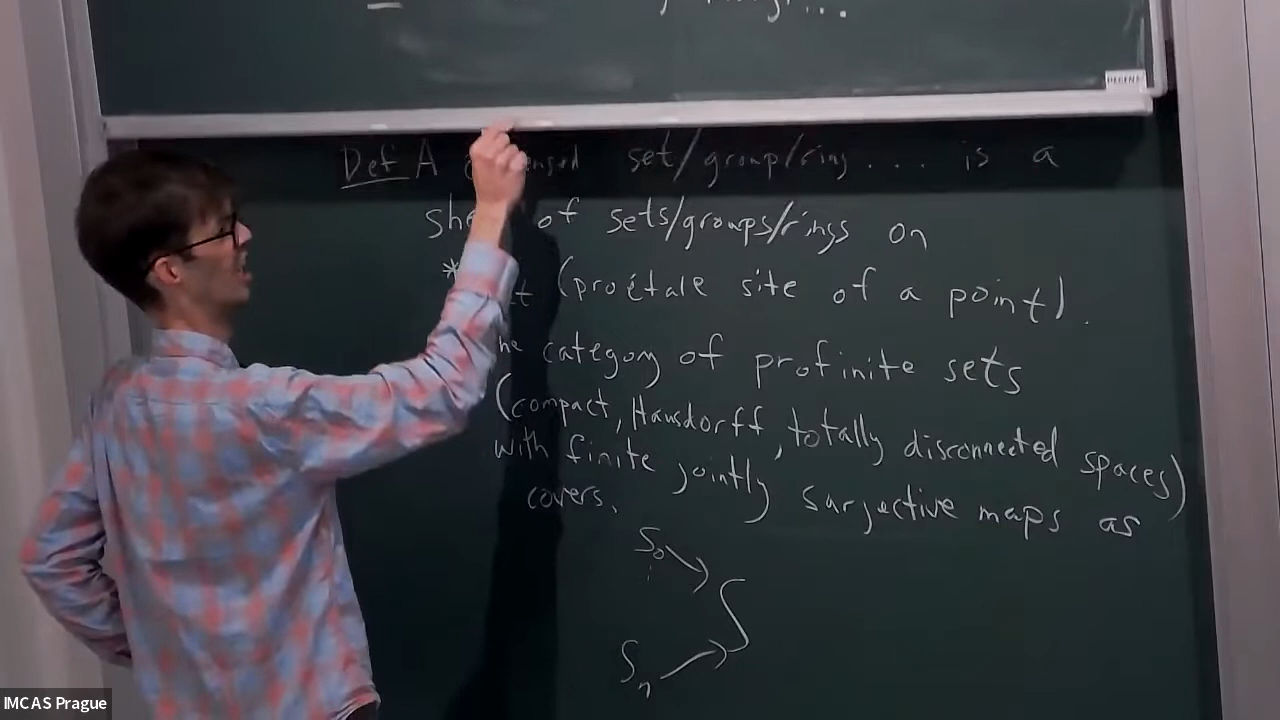 Def A set/group/ring ... is a
of sets/groups/rings on
* (proétale site of a point).
category of profinite sets
(compact, Hausdorff, totally disconnected spaces)
with finite jointly surjective maps as
covers.
S₀
S
Sₙ
IMCAS Prague